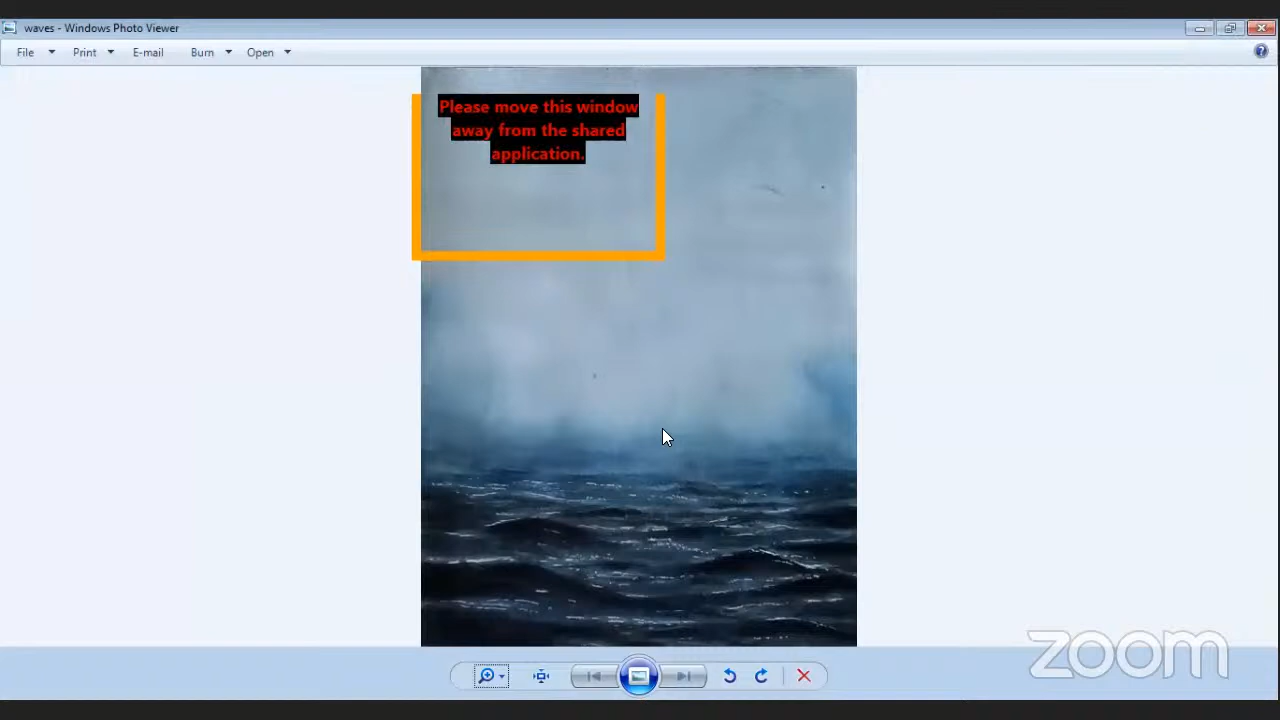 waves - Windows Photo Viewer
File Print E-mail Burn Open
Please move this window
away from the shared
application.
zoom